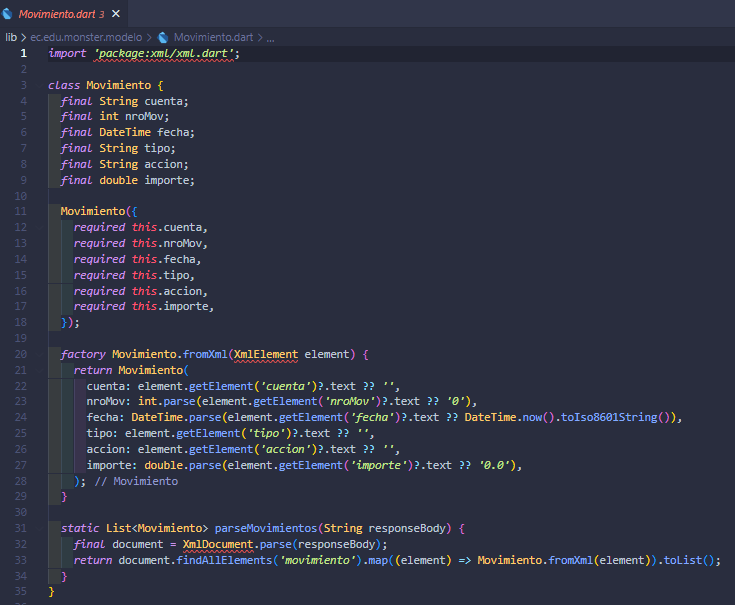 Movimiento.dart 3 ×
lib > ec.edu.monster.modelo > Movimiento.dart > ...
1 import 'package:xml/xml.dart';
2
3 class Movimiento {
4 final String cuenta;
5 final int nroMov;
6 final DateTime fecha;
7 final String tipo;
8 final String accion;
9 final double importe;
10
11 Movimiento({
12 required this.cuenta,
13 required this.nroMov,
14 required this.fecha,
15 required this.tipo,
16 required this.accion,
17 required this.importe,
18 });
19
20 factory Movimiento.fromXml(XmlElement element) {
21 return Movimiento(
22 cuenta: element.getElement('cuenta')?.text ?? '',
23 nroMov: int.parse(element.getElement('nroMov')?.text ?? '0'),
24 fecha: DateTime.parse(element.getElement('fecha')?.text ?? DateTime.now().toIso8601String()),
25 tipo: element.getElement('tipo')?.text ?? '',
26 accion: element.getElement('accion')?.text ?? '',
27 importe: double.parse(element.getElement('importe')?.text ?? '0.0'),
28 ); // Movimiento
29 }
30
31 static List<Movimiento> parseMovimientos(String responseBody) {
32 final document = XmlDocument.parse(responseBody);
33 return document.findAllElements('movimiento').map((element) => Movimiento.fromXml(element)).toList();
34 }
35 }